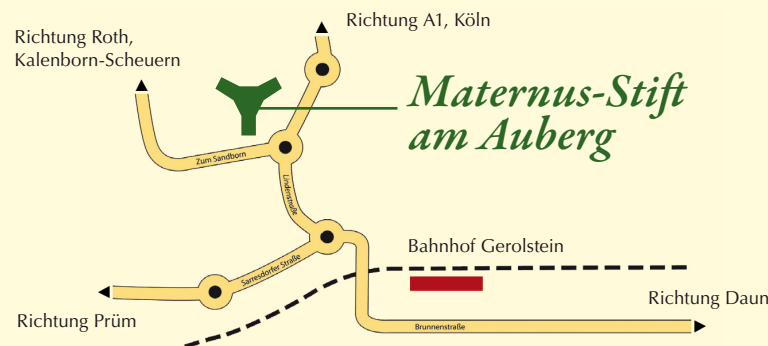 Richtung A1, Köln
Richtung Roth,
Kalenborn-Scheuern
Maternus-Stift
am Auberg
Zum Sandborn
Lindenstraße
Bahnhof Gerolstein
Sarresdorfer Straße
Richtung Daun
Richtung Prüm
Brunnenstraße